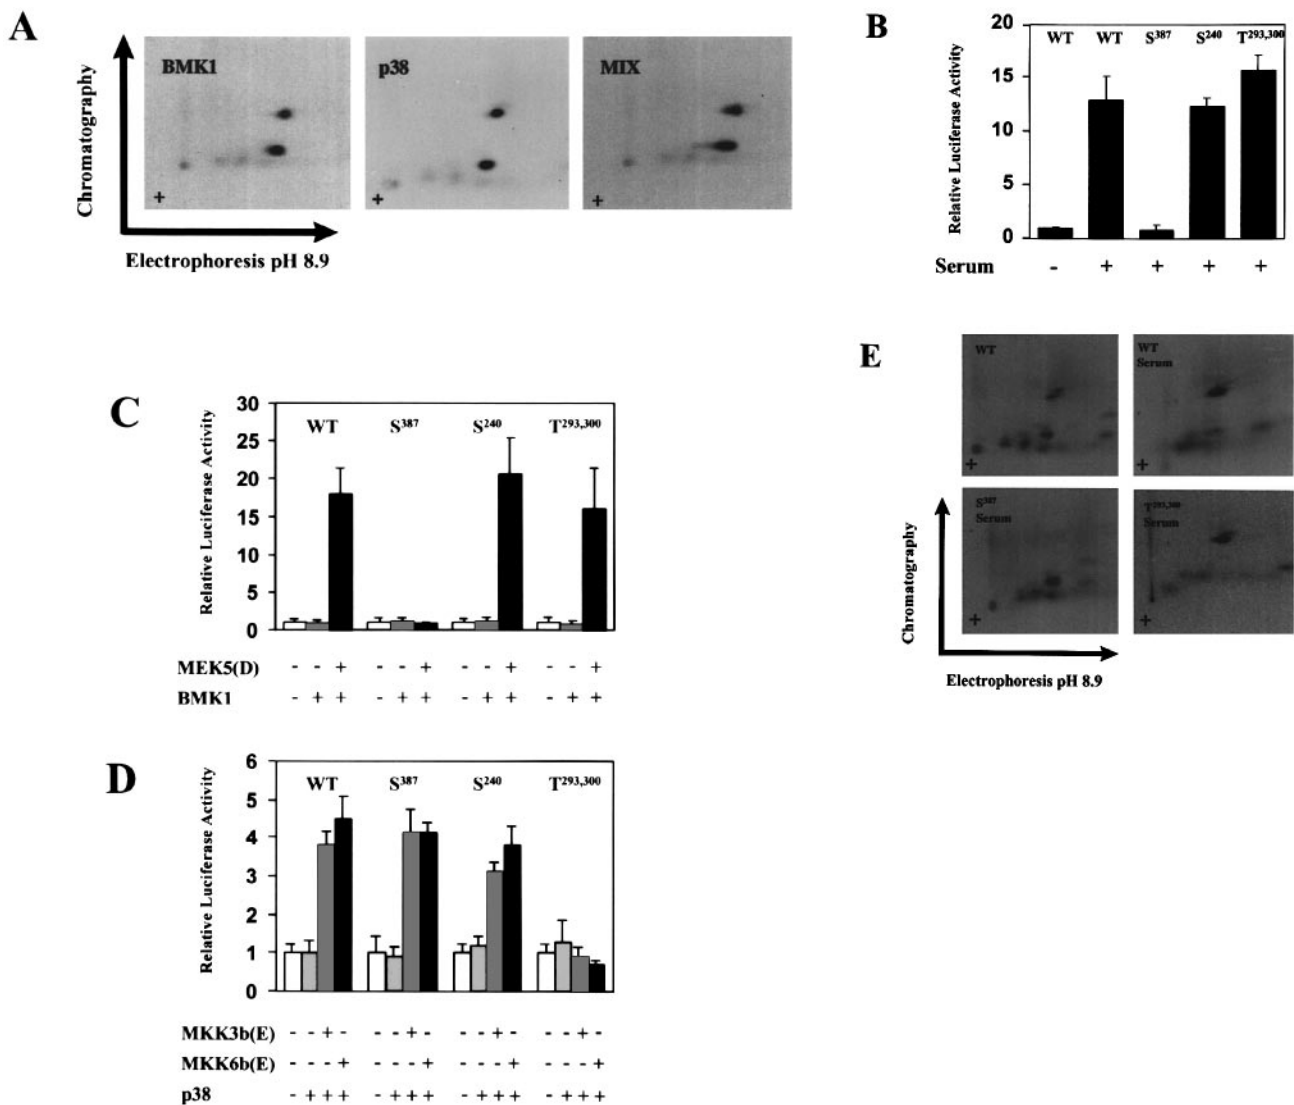 A
BMK1
p38
MIX
Chromatography
+ + +
Electrophoresis pH 8.9
B
20
15
10
5
0
Relative Luciferase Activity
WT WT S³⁸⁷ S²⁴⁰ T²⁹³,³⁰⁰
Serum - + + + +
C
30
25
20
15
10
5
0
Relative Luciferase Activity
WT S³⁸⁷ S²⁴⁰ T²⁹³,³⁰⁰
MEK5(D) - - + - - + - - + - - +
BMK1 - + + - + + - + + - + +
D
6
5
4
3
2
1
0
Relative Luciferase Activity
WT S³⁸⁷ S²⁴⁰ T²⁹³,³⁰⁰
MKK3b(E) - - + - - - + - - - + - - - + -
MKK6b(E) - - - + - - - + - - - + - - - +
p38 - + + + - + + + - + + + - + + +
E
WT
+
WT
Serum
+
S³⁸⁷
Serum
+
T²⁹³,³⁰⁰
Serum
+
Chromatography
Electrophoresis pH 8.9